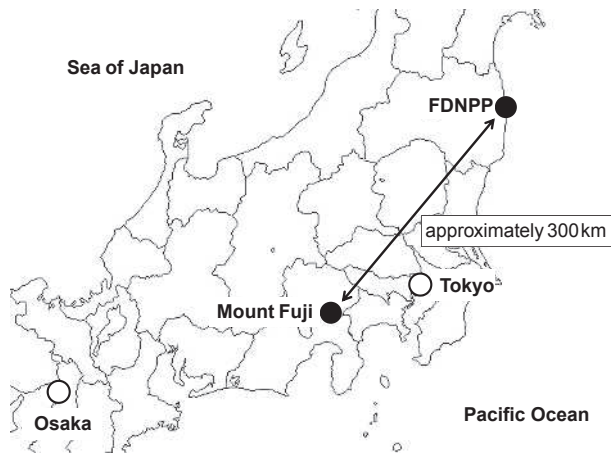 Sea of Japan
FDNPP
approximately 300 km
Tokyo
Mount Fuji
Osaka
Pacific Ocean